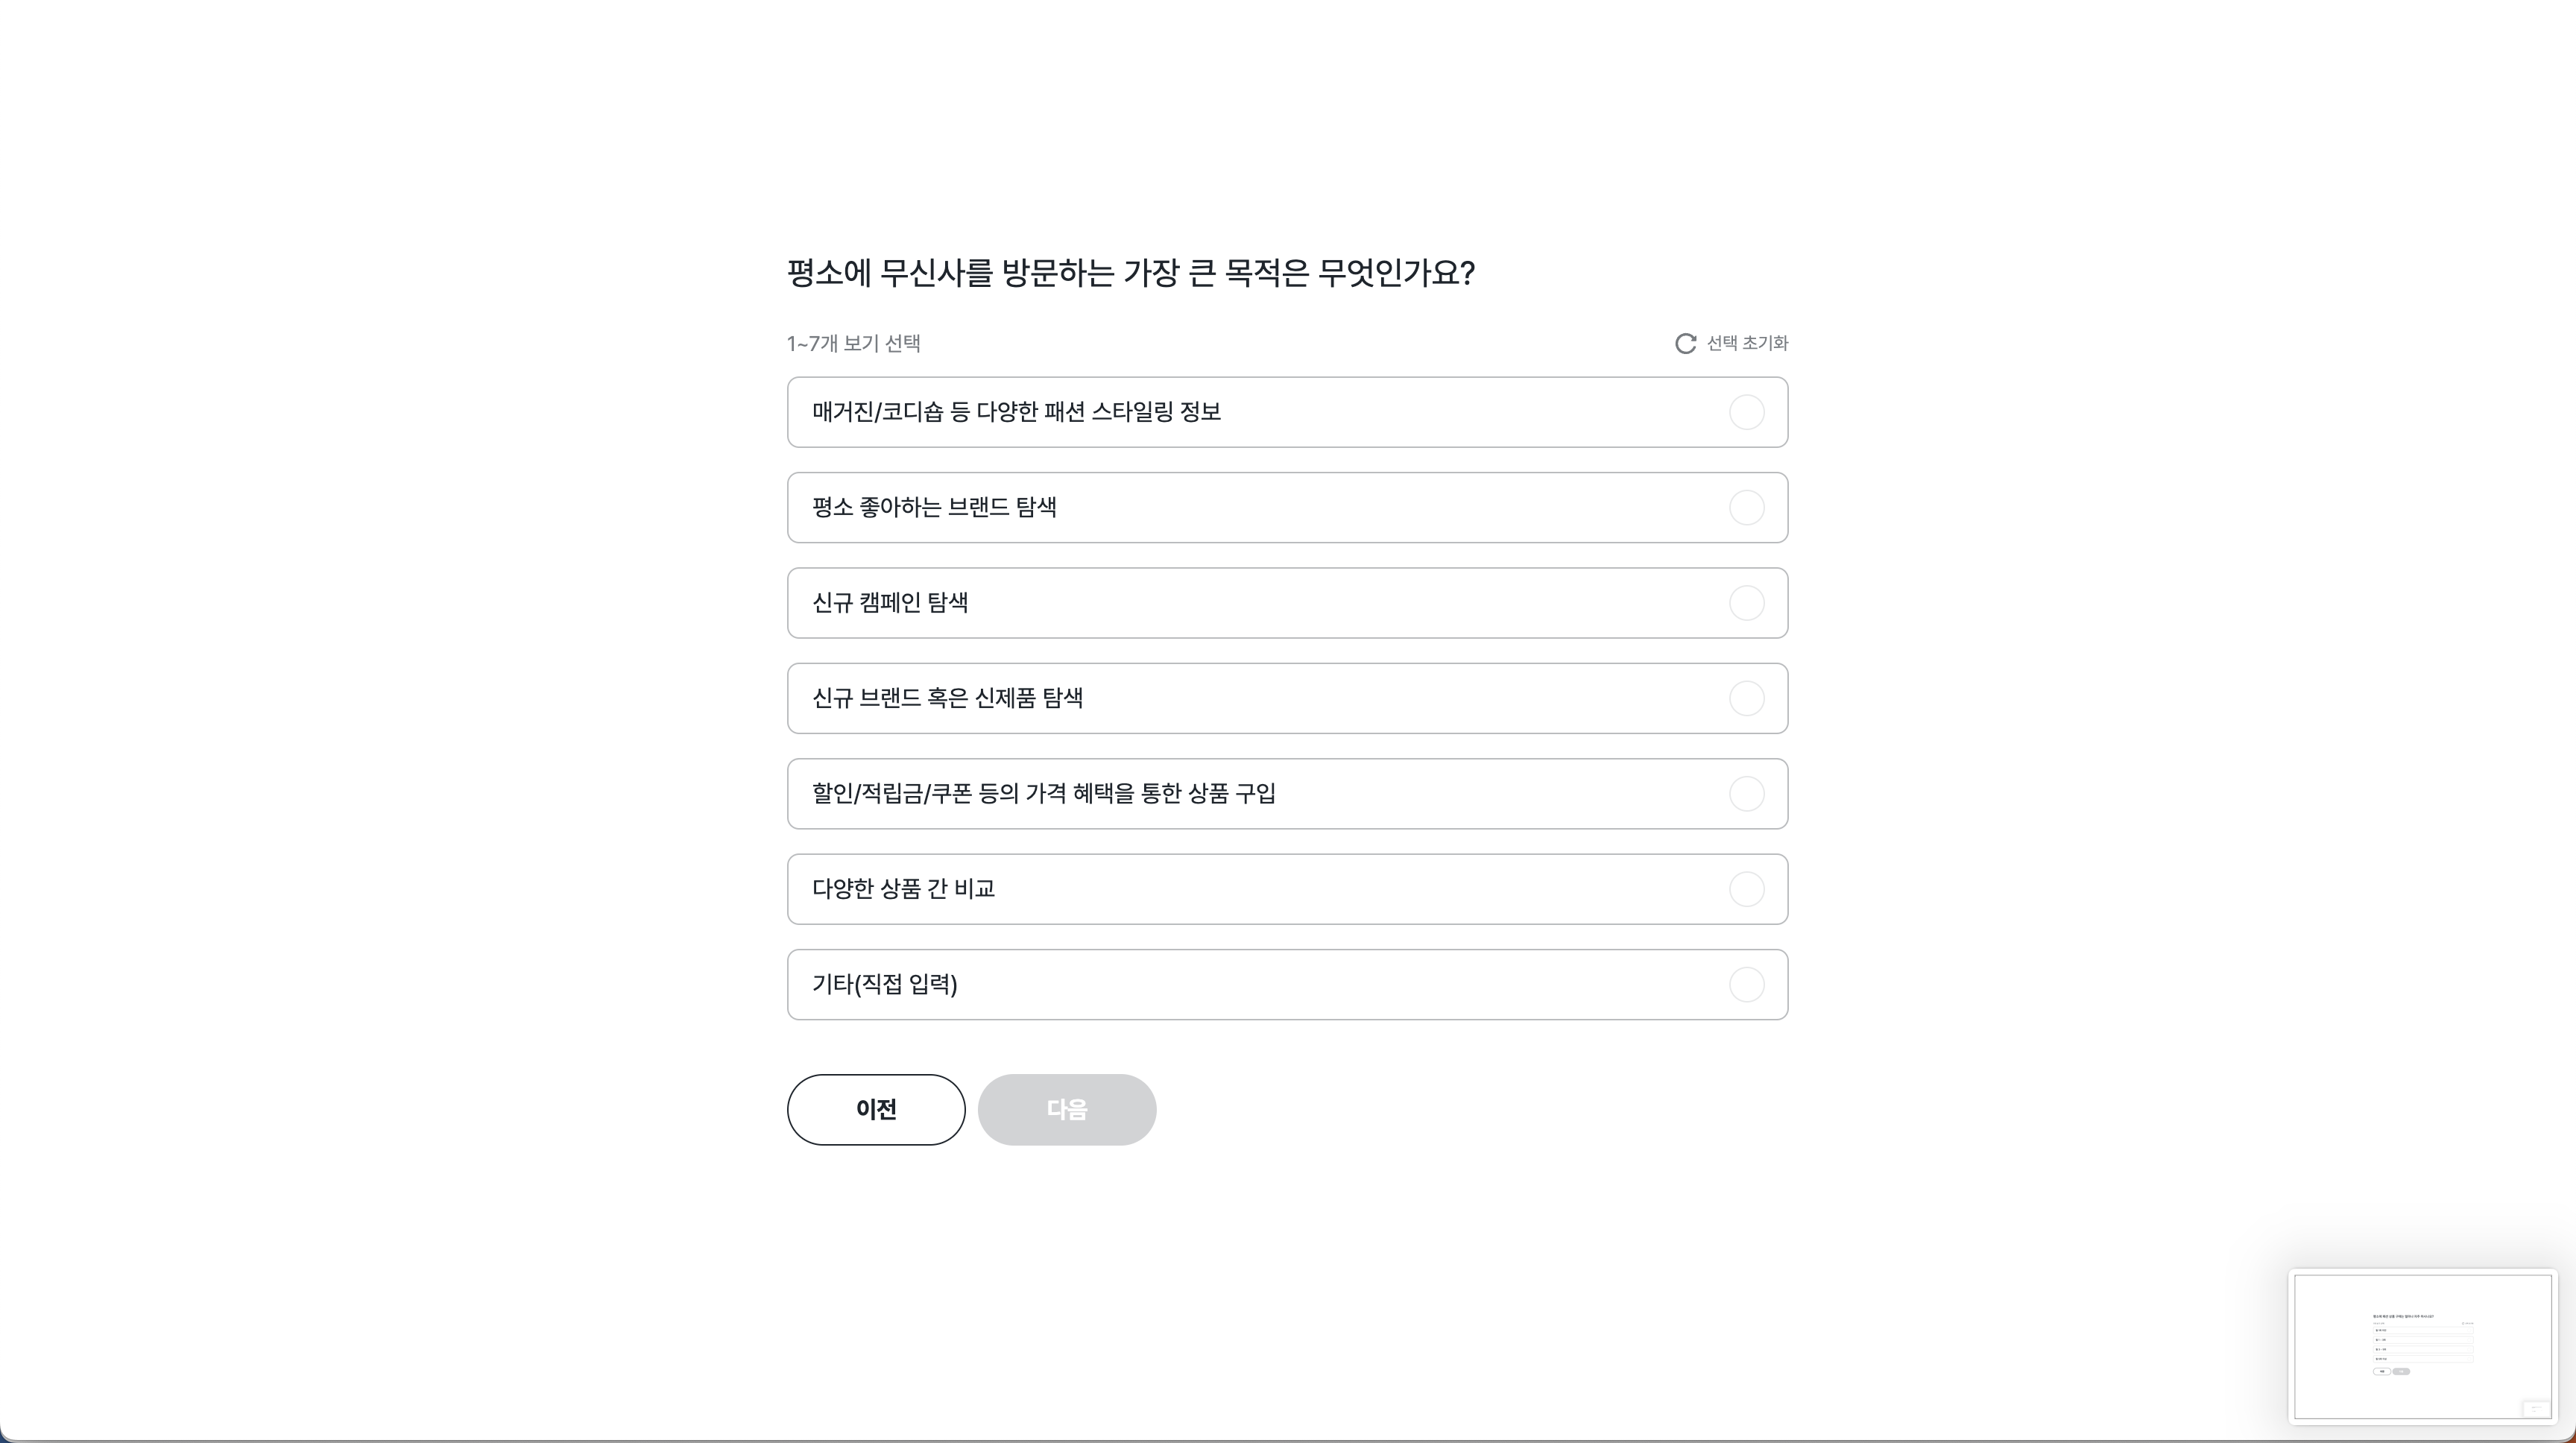 평소에 무신사를 방문하는 가장 큰 목적은 무엇인가요?
1~7개 보기 선택
선택 초기화
매거진/코디숍 등 다양한 패션 스타일링 정보
평소 좋아하는 브랜드 탐색
신규 캠페인 탐색
신규 브랜드 혹은 신제품 탐색
할인/적립금/쿠폰 등의 가격 혜택을 통한 상품 구입
다양한 상품 간 비교
기타(직접 입력)
이전
다음